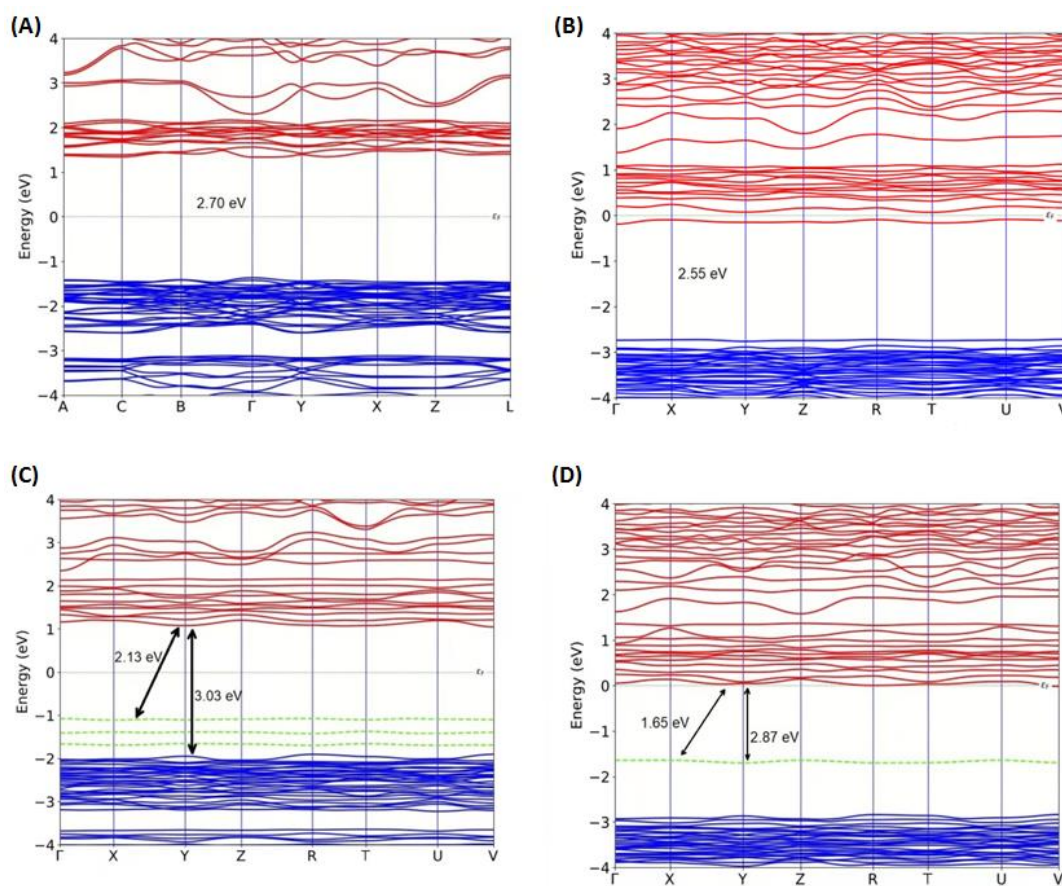 (A)
4
3
2
1
0
−1
−2
−3
−4
Energy (eV)
2.70 eV
εF
A C B Γ Y X Z L
(B)
4
3
2
1
0
−1
−2
−3
−4
Energy (eV)
2.55 eV
εF
Γ X Y Z R T U V
(C)
4
3
2
1
0
−1
−2
−3
−4
Energy (eV)
2.13 eV
3.03 eV
εF
Γ X Y Z R T U V
(D)
4
3
2
1
0
−1
−2
−3
−4
Energy (eV)
1.65 eV
2.87 eV
εF
Γ X Y Z R T U V